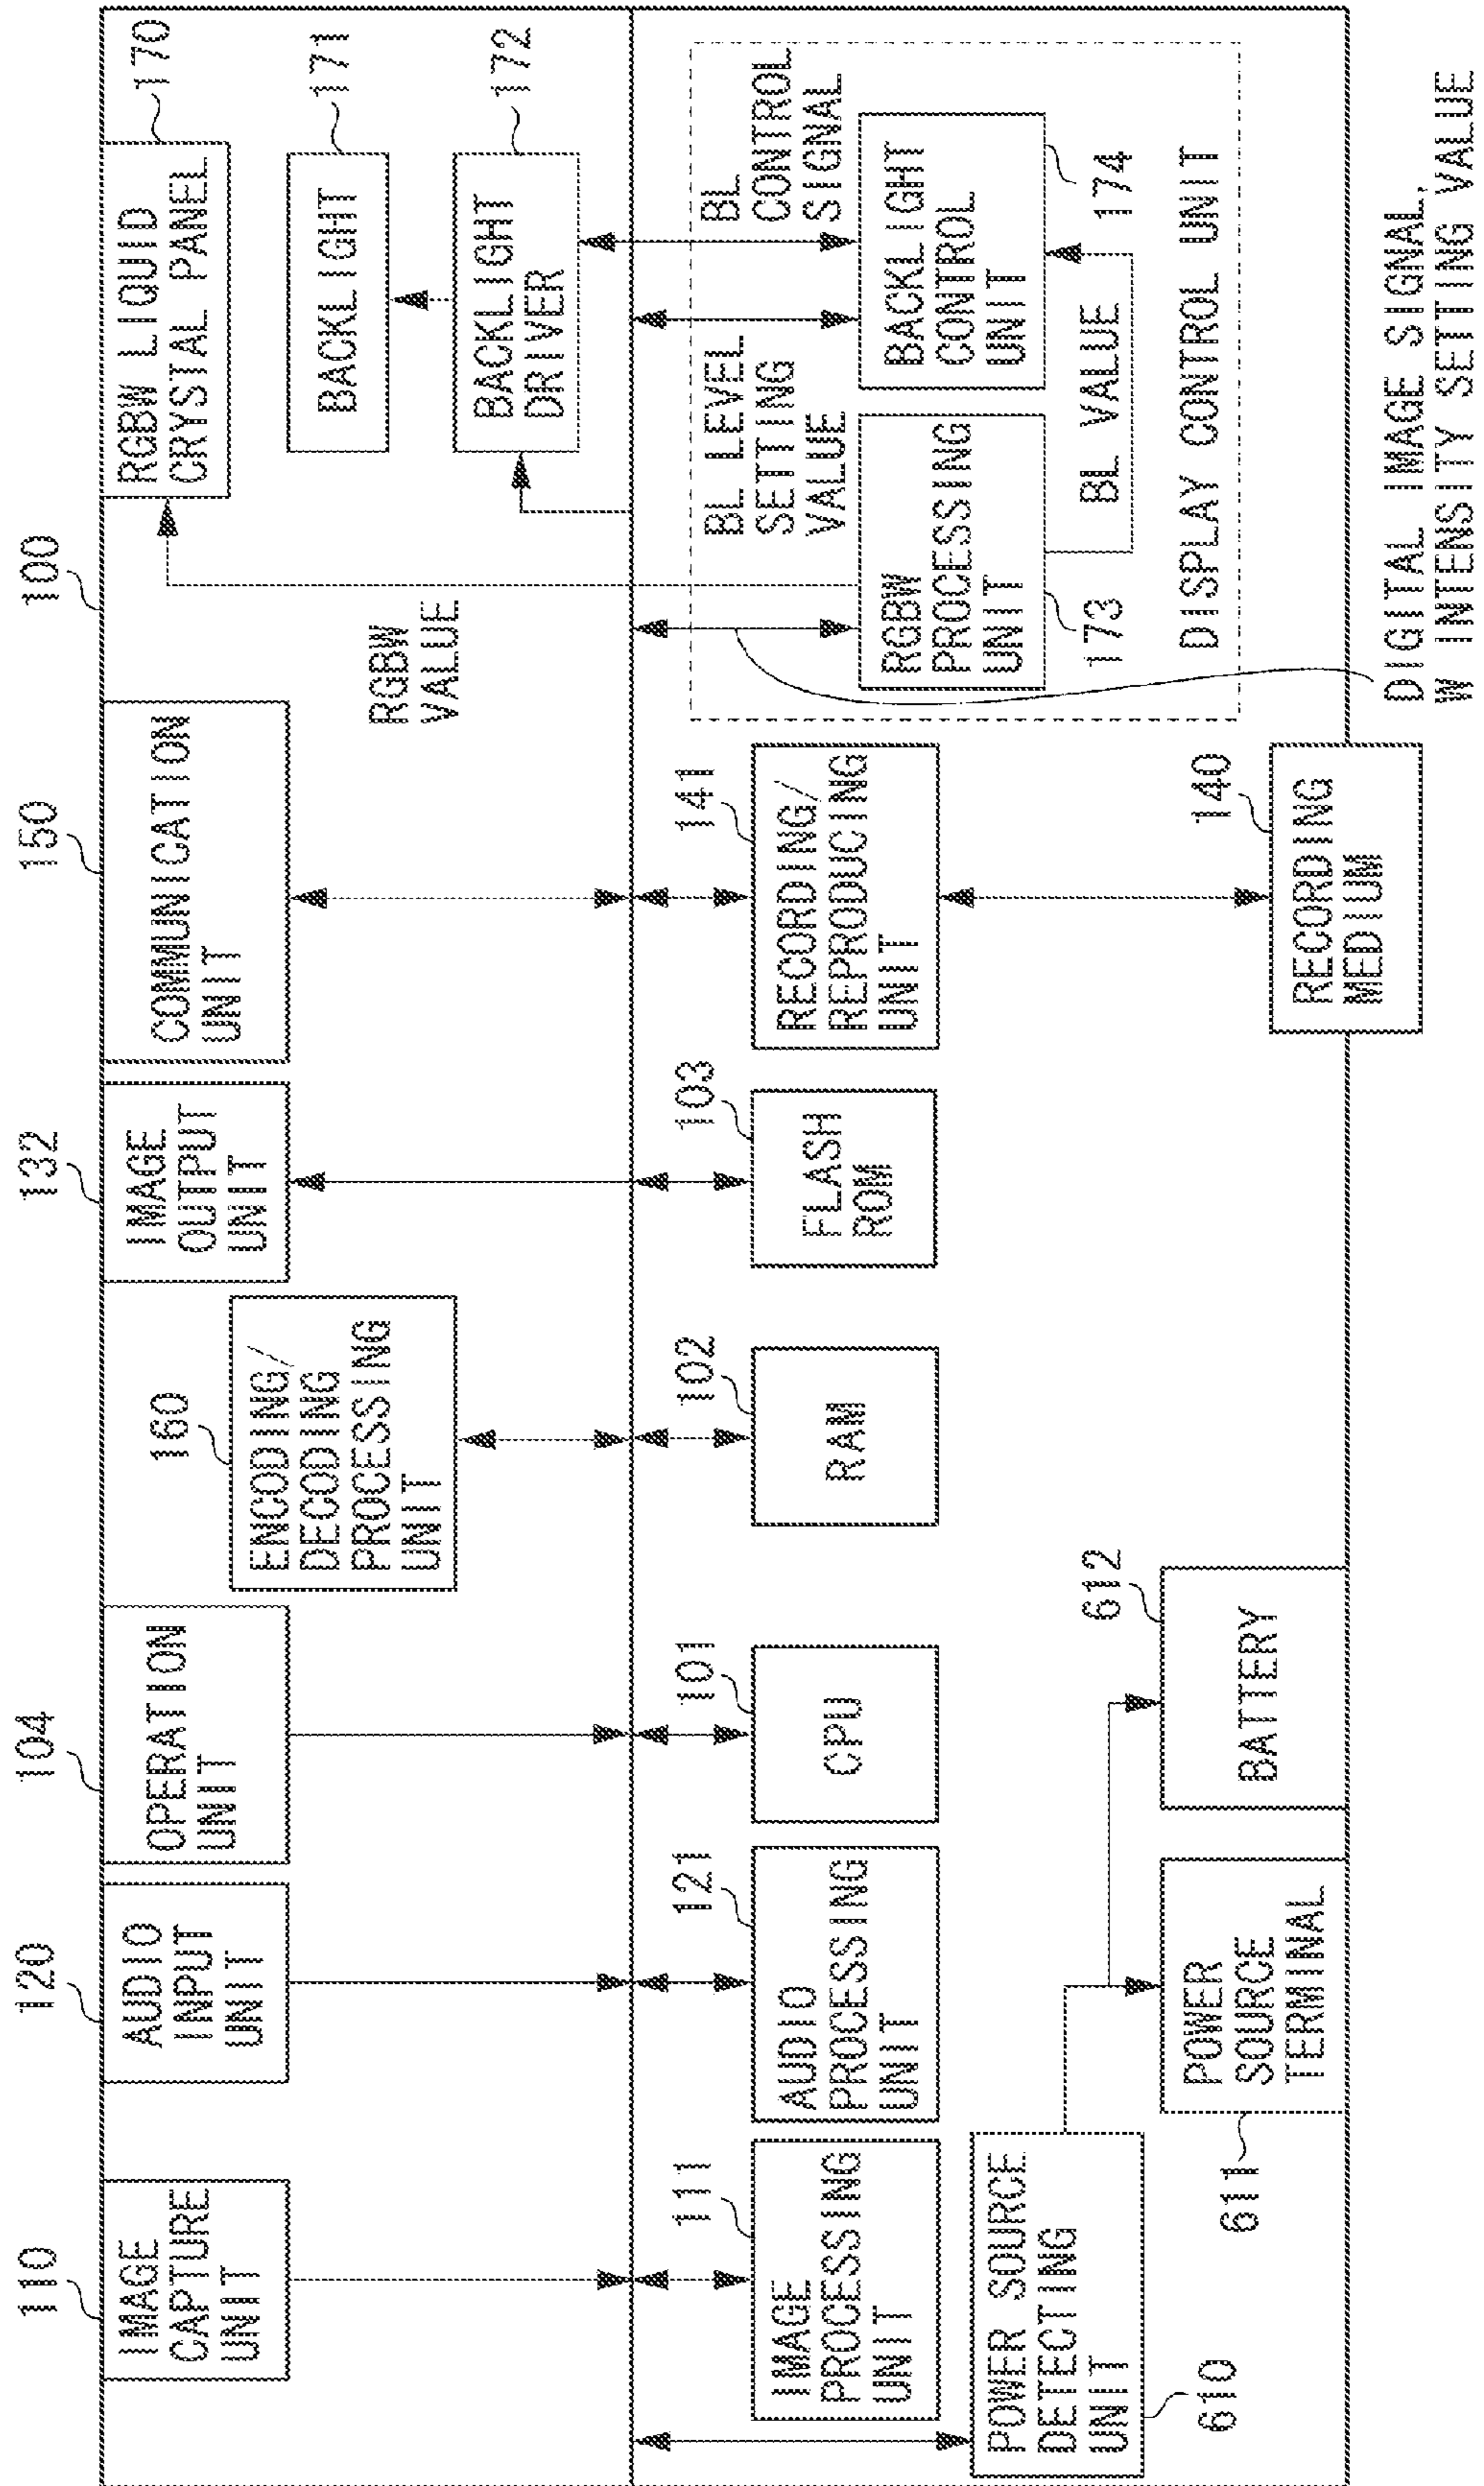 110
IMAGE
CAPTURE
UNIT
120
AUDIO
INPUT
UNIT
104
OPERATION
UNIT
160
ENCODING/
DECODING
PROCESSING
UNIT
132
IMAGE
OUTPUT
UNIT
150
COMMUNICATION
UNIT
100
RGBW
VALUE
RGBW LIQUID
CRYSTAL PANEL
170
BACKLIGHT
171
BACKLIGHT
DRIVER
172
111
IMAGE
PROCESSING
UNIT
121
AUDIO
PROCESSING
UNIT
101
CPU
102
RAM
103
FLASH
ROM
141
RECORDING/
REPRODUCING
UNIT
BL LEVEL
SETTING
VALUE
BL
CONTROL
SIGNAL
RGBW
PROCESSING
UNIT
173
BACKLIGHT
CONTROL
UNIT
174
BL VALUE
DISPLAY CONTROL UNIT
POWER SOURCE
DETECTING
UNIT
610
POWER
SOURCE
TERMINAL
611
BATTERY
612
140
RECORDING
MEDIUM
DIGITAL IMAGE SIGNAL,
W INTENSITY SETTING VALUE